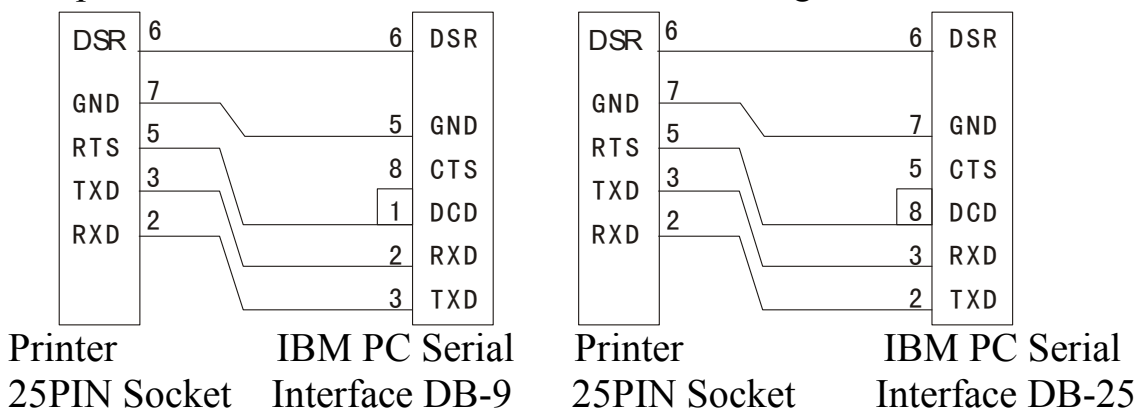 DSR 6 6 DSR
GND 7 5 GND
RTS 5 8 CTS
TXD 3 1 DCD
RXD 2 2 RXD
3 TXD
Printer IBM PC Serial
25PIN Socket Interface DB-9
DSR 6 6 DSR
GND 7 7 GND
RTS 5 5 CTS
TXD 3 8 DCD
RXD 2 3 RXD
2 TXD
Printer IBM PC Serial
25PIN Socket Interface DB-25